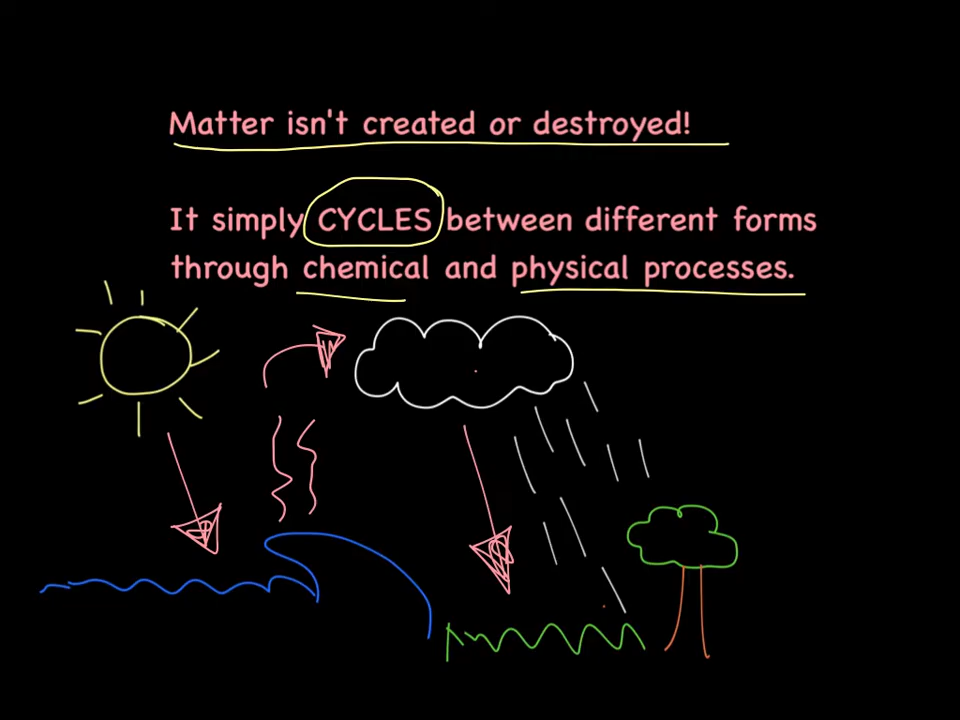 Matter isn't created or destroyed!
It simply CYCLES between different forms
through chemical and physical processes.